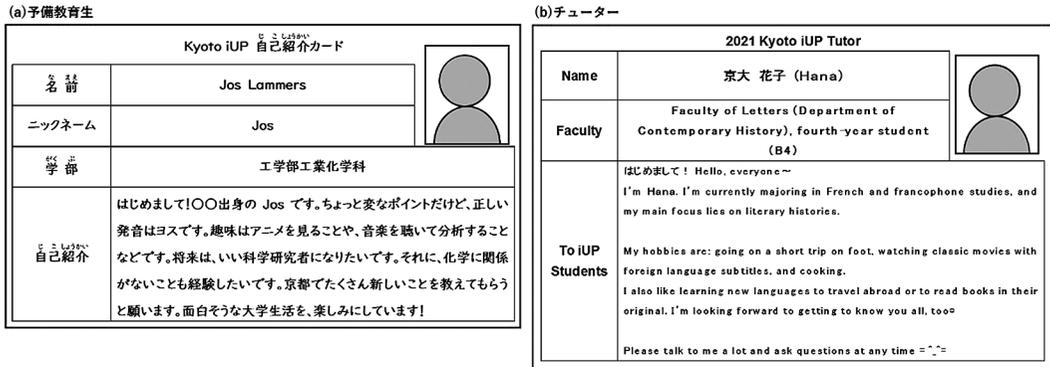 (a)予備教育生
Kyoto iUP 自己紹介カード
じこしょうかい
なまえ
名前
Jos Lammers
ニックネーム
Jos
がくぶ
学部
工学部工業化学科
じこしょうかい
自己紹介
はじめまして!〇〇出身の Jos です。ちょっと変なポイントだけど、正しい
発音はヨスです。趣味はアニメを見ることや、音楽を聴いて分析すること
などです。将来は、いい科学研究者になりたいです。それに、化学に関係
がないことも経験したいです。京都でたくさん新しいことを教えてもらう
と願います。面白そうな大学生活を、楽しみにしています!
(b)チューター
2021 Kyoto iUP Tutor
Name
京大 花子 (Hana)
Faculty
Faculty of Letters (Department of
Contemporary History), fourth-year student
(B4)
To iUP
Students
はじめまして! Hello, everyone~
I'm Hana. I'm currently majoring in French and francophone studies, and
my main focus lies on literary histories.
My hobbies are: going on a short trip on foot, watching classic movies with
foreign language subtitles, and cooking.
I also like learning new languages to travel abroad or to read books in their
original. I'm looking forward to getting to know you all, too
Please talk to me a lot and ask questions at any time =^_^=